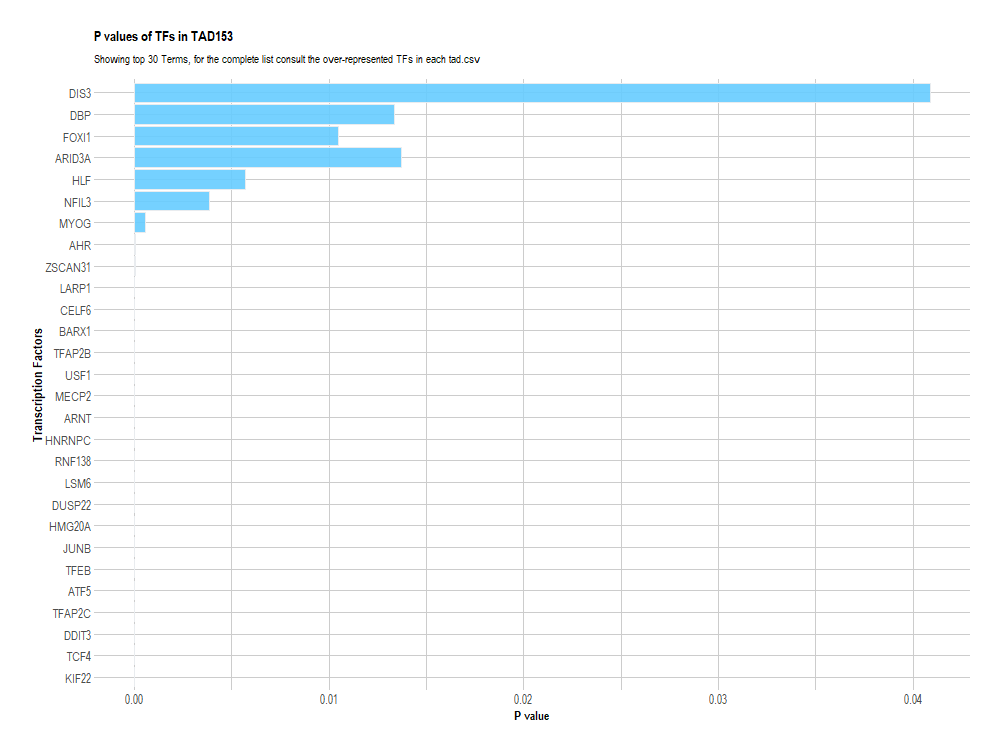 P values of TFs in TAD153
Showing top 30 Terms, for the complete list consult the over-represented TFs in each tad.csv
Transcription Factors
DIS3
DBP
FOXI1
ARID3A
HLF
NFIL3
MYOG
AHR
ZSCAN31
LARP1
CELF6
BARX1
TFAP2B
USF1
MECP2
ARNT
HNRNPC
RNF138
LSM6
DUSP22
HMG20A
JUNB
TFEB
ATF5
TFAP2C
DDIT3
TCF4
KIF22
0.00 0.01 0.02 0.03 0.04
P value